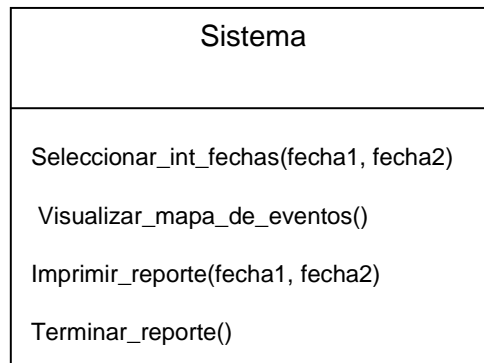 Sistema
Seleccionar_int_fechas(fecha1, fecha2)
Visualizar_mapa_de_eventos()
Imprimir_reporte(fecha1, fecha2)
Terminar_reporte()